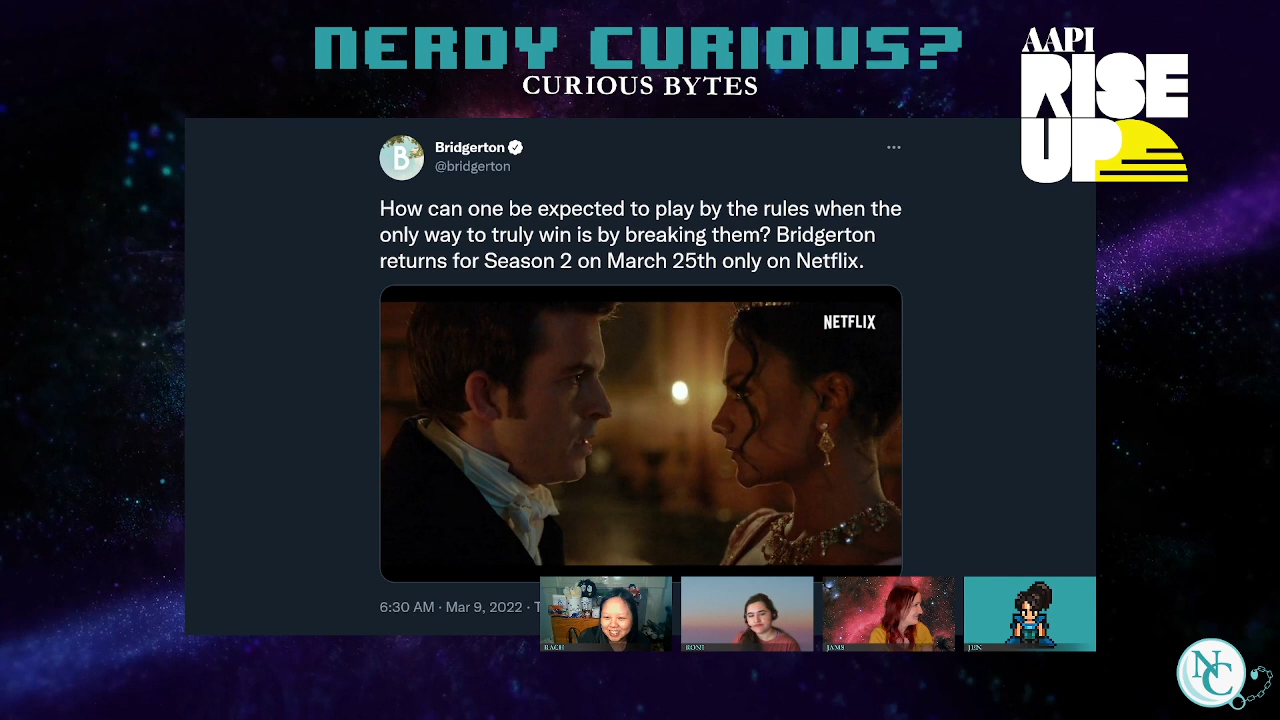 NERDY CURIOUS?
CURIOUS BYTES
AAPI
RISE
UP
B
Bridgerton
@bridgerton
How can one be expected to play by the rules when the
only way to truly win is by breaking them? Bridgerton
returns for Season 2 on March 25th only on Netflix.
NETFLIX
6:30 AM · Mar 9, 2022 · T
RACH
RONI
JAMS
JEN
NC